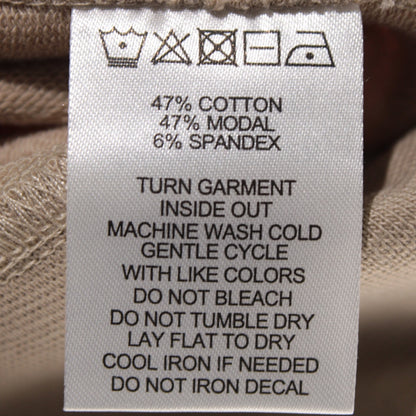 47% COTTON
47% MODAL
6% SPANDEX
TURN GARMENT
INSIDE OUT
MACHINE WASH COLD
GENTLE CYCLE
WITH LIKE COLORS
DO NOT BLEACH
DO NOT TUMBLE DRY
LAY FLAT TO DRY
COOL IRON IF NEEDED
DO NOT IRON DECAL